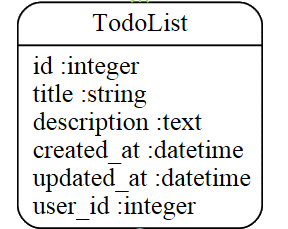 TodoList
id :integer
title :string
description :text
created_at :datetime
updated_at :datetime
user_id :integer